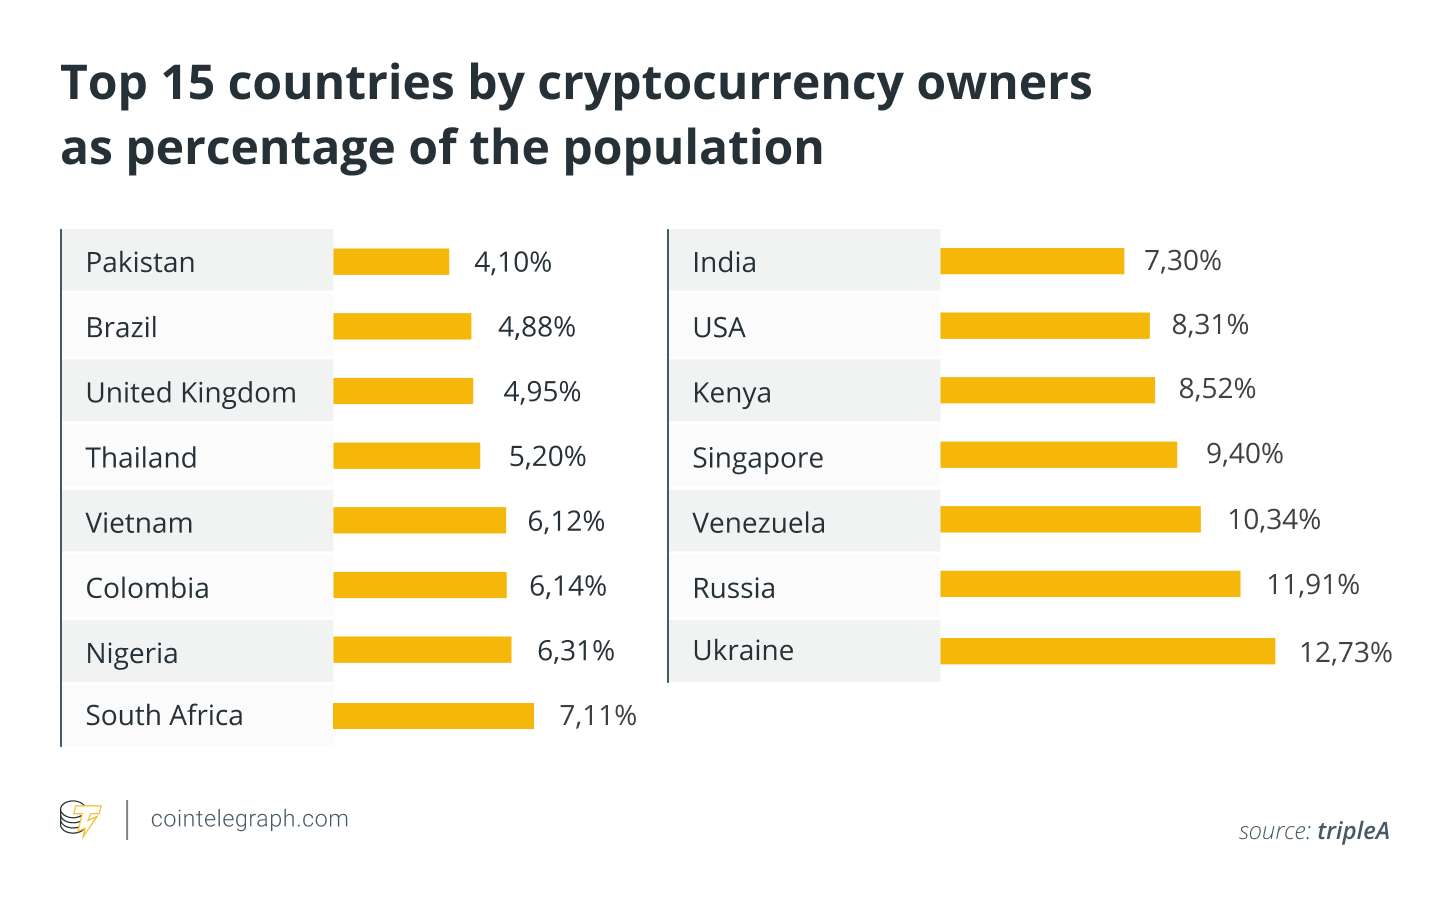 Top 15 countries by cryptocurrency owners
as percentage of the population
Pakistan 4,10%
Brazil 4,88%
United Kingdom 4,95%
Thailand 5,20%
Vietnam 6,12%
Colombia 6,14%
Nigeria 6,31%
South Africa 7,11%
India 7,30%
USA 8,31%
Kenya 8,52%
Singapore 9,40%
Venezuela 10,34%
Russia 11,91%
Ukraine 12,73%
cointelegraph.com
source: tripleA